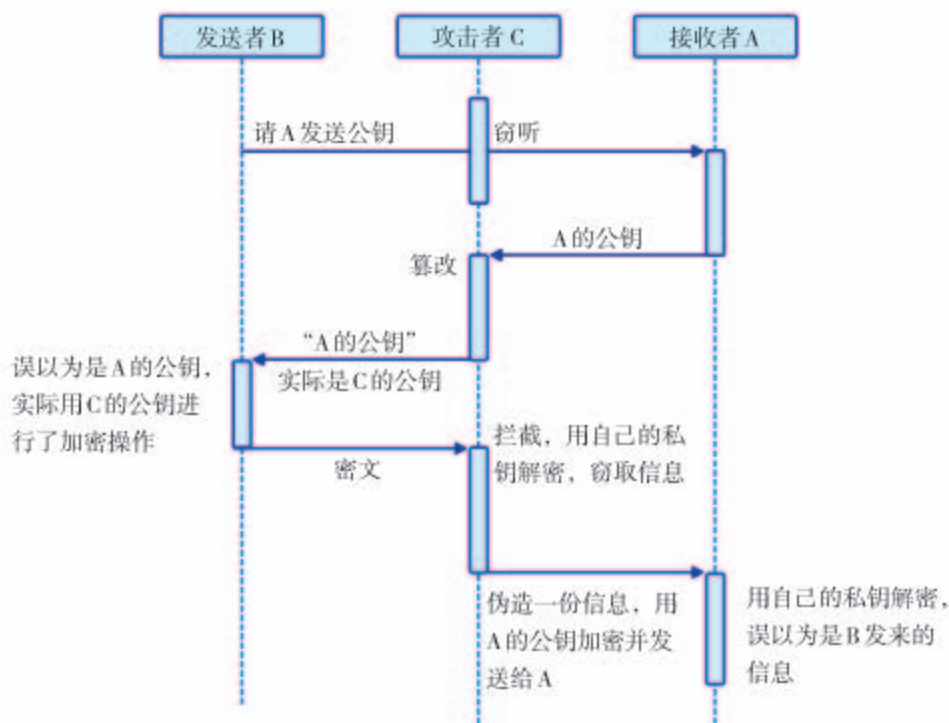 发送者B
攻击者C
接收者A
请A发送公钥
窃听
A的公钥
篡改
“A的公钥”
实际是C的公钥
误以为是A的公钥，
实际用C的公钥进
行了加密操作
密文
拦截，用自己的私
钥解密，窃取信息
伪造一份信息，用
A的公钥加密并发
送给A
用自己的私钥解密，
误以为是B发来的
信息